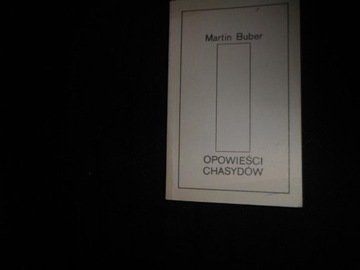 Martin Buber
OPOWIEŚCI
CHASYDÓW